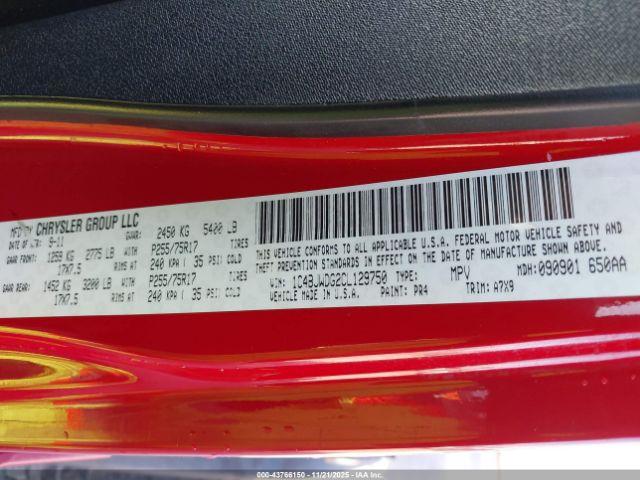 MFD BY CHRYSLER GROUP LLC
DATE OF MFR: 9-11 GVWR: 2450 KG 5400 LB
GAWR FRONT: 1259 KG 2775 LB WITH P255/75R17 TIRES
17X7.5 RIMS AT 240 KPA ( 35 PSI) COLD
GAWR REAR: 1452 KG 3200 LB WITH P255/75R17 TIRES
17X7.5 RIMS AT 240 KPA ( 35 PSI) COLD
THIS VEHICLE CONFORMS TO ALL APPLICABLE U.S.A. FEDERAL MOTOR VEHICLE SAFETY
AND THEFT PREVENTION STANDARDS IN EFFECT ON THE DATE OF MANUFACTURE SHOWN ABOVE.
VIN: 1C4BJWDG2CL129750 TYPE: MPV MDH:090901 650AA
VEHICLE MADE IN U.S.A. PAINT: PR4 TRIM: A7X9
© IAAI - 43766150 - 11/21/2025 - WWW.IAAI.COM